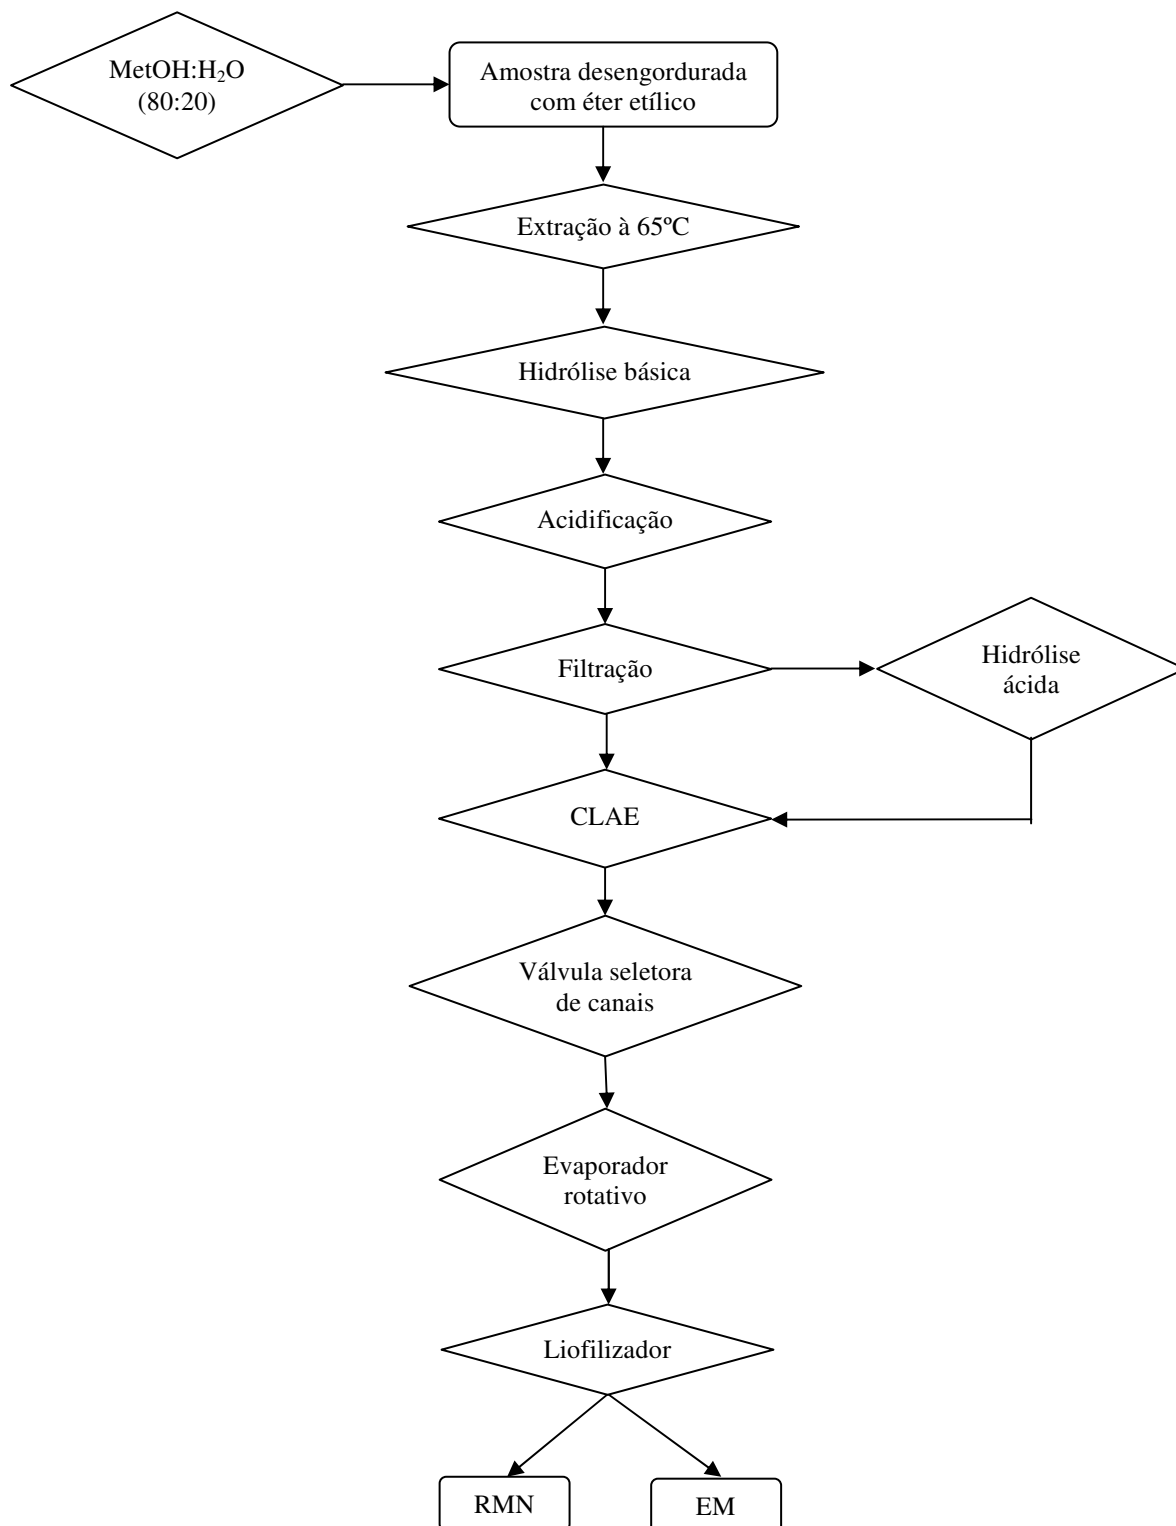 MetOH:H₂O
(80:20)
Amostra desengordurada
com éter etílico
Extração à 65ºC
Hidrólise básica
Acidificação
Filtração
Hidrólise
ácida
CLAE
Válvula seletora
de canais
Evaporador
rotativo
Liofilizador
RMN
EM